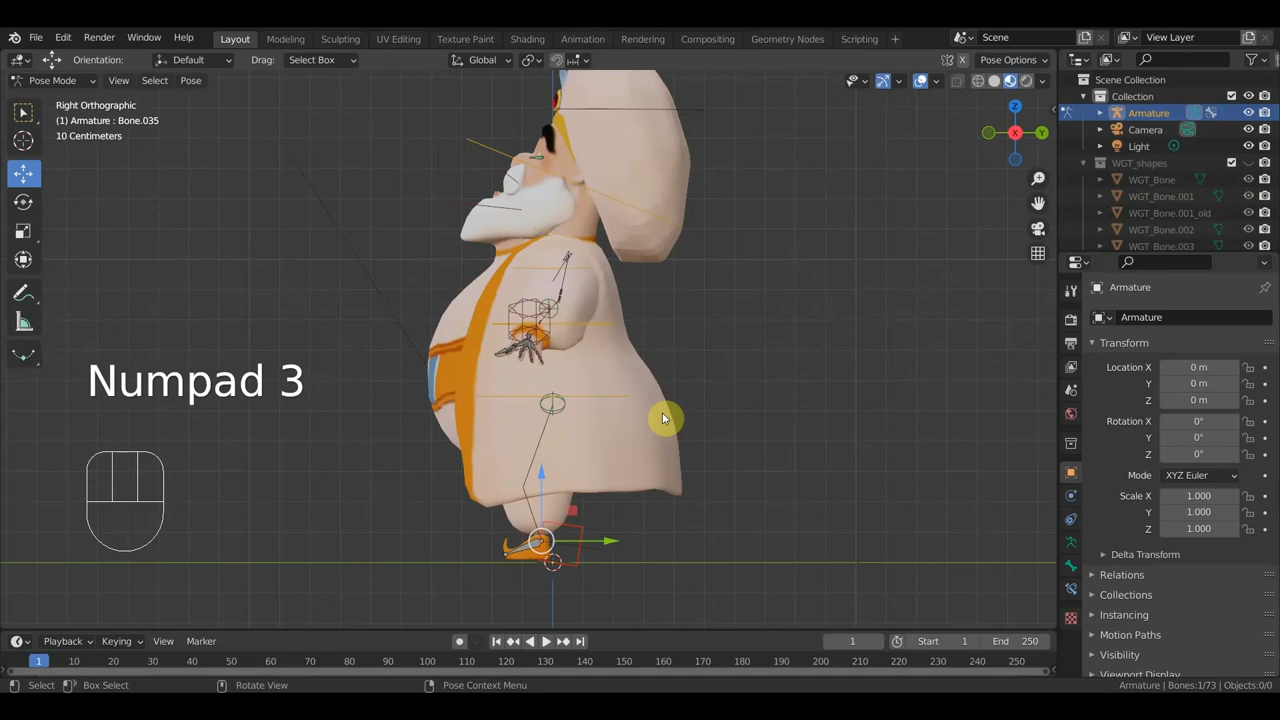 File Edit Render Window Help Layout Modeling Sculpting UV Editing Texture Paint Shading Animation Rendering Compositing Geometry Nodes Scripting + Scene View Layer
Orientation: Default Drag: Select Box Global Pose Options
Pose Mode View Select Pose
Right Orthographic
(1) Armature : Bone.035
10 Centimeters
Numpad 3
Z
X
Y
Scene Collection
Collection
Armature
Camera
Light
WGT_shapes
WGT_Bone
WGT_Bone.001
WGT_Bone.001_old
WGT_Bone.002
WGT_Bone.003
Armature
Armature
Transform
Location X 0 m
Y 0 m
Z 0 m
Rotation X 0°
Y 0°
Z 0°
Mode XYZ Euler
Scale X 1.000
Y 1.000
Z 1.000
Delta Transform
Relations
Collections
Instancing
Motion Paths
Visibility
Viewport Display
Playback Keying View Marker 1 Start 1 End 250
1 10 20 30 40 50 60 70 80 90 100 110 120 130 140 150 160 170 180 190 200 210 220 230 240 250
Select Box Select Rotate View Pose Context Menu Armature | Bones:1/73 | Objects:0/0